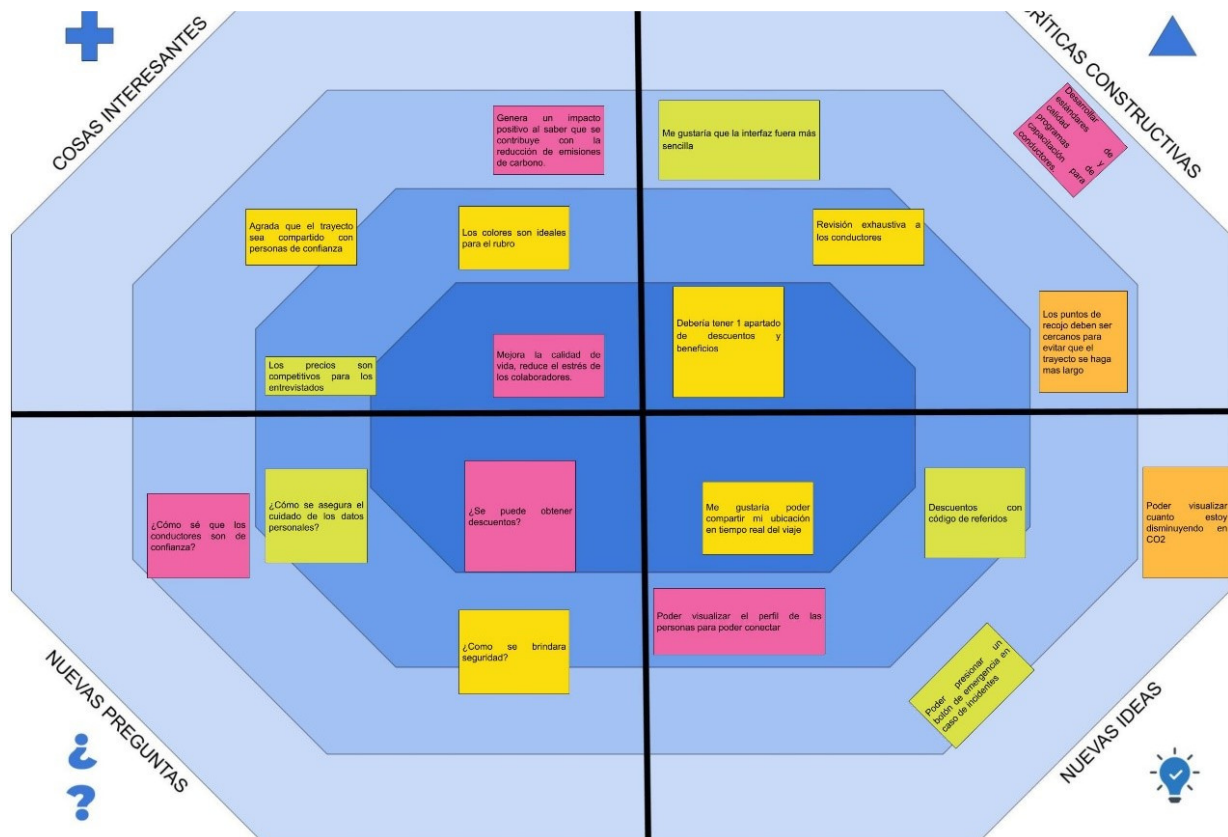 COSAS INTERESANTES
Genera un impacto
positivo al saber que se
contribuye con la
reducción de emisiones
de carbono.
Agrada que el trayecto
sea compartido con
personas de confianza
Los colores son ideales
para el rubro
Los precios son
competitivos para los
entrevistados
Mejora la calidad de
vida, reduce el estrés de
los colaboradores.
CRÍTICAS CONSTRUCTIVAS
Me gustaría que la interfaz fuera más
sencilla
Desarrollar
estándares de
calidad y
programas de
capacitación para
conductores.
Revisión exhaustiva a
los conductores
Debería tener 1 apartado
de descuentos y
beneficios
Los puntos de
recojo deben ser
cercanos para
evitar que el
trayecto se haga
mas largo
NUEVAS PREGUNTAS
¿Cómo sé que los
conductores son de
confianza?
¿Cómo se asegura el
cuidado de los datos
personales?
¿Se puede obtener
descuentos?
¿Como se brindara
seguridad?
¿
?
NUEVAS IDEAS
Me gustaría poder
compartir mi ubicación
en tiempo real del viaje
Descuentos con
código de referidos
Poder visualizar
cuanto estoy
disminuyendo en
CO2
Poder visualizar el perfil de las
personas para poder conectar
Poder presionar un
botón de emergencia en
caso de incidentes